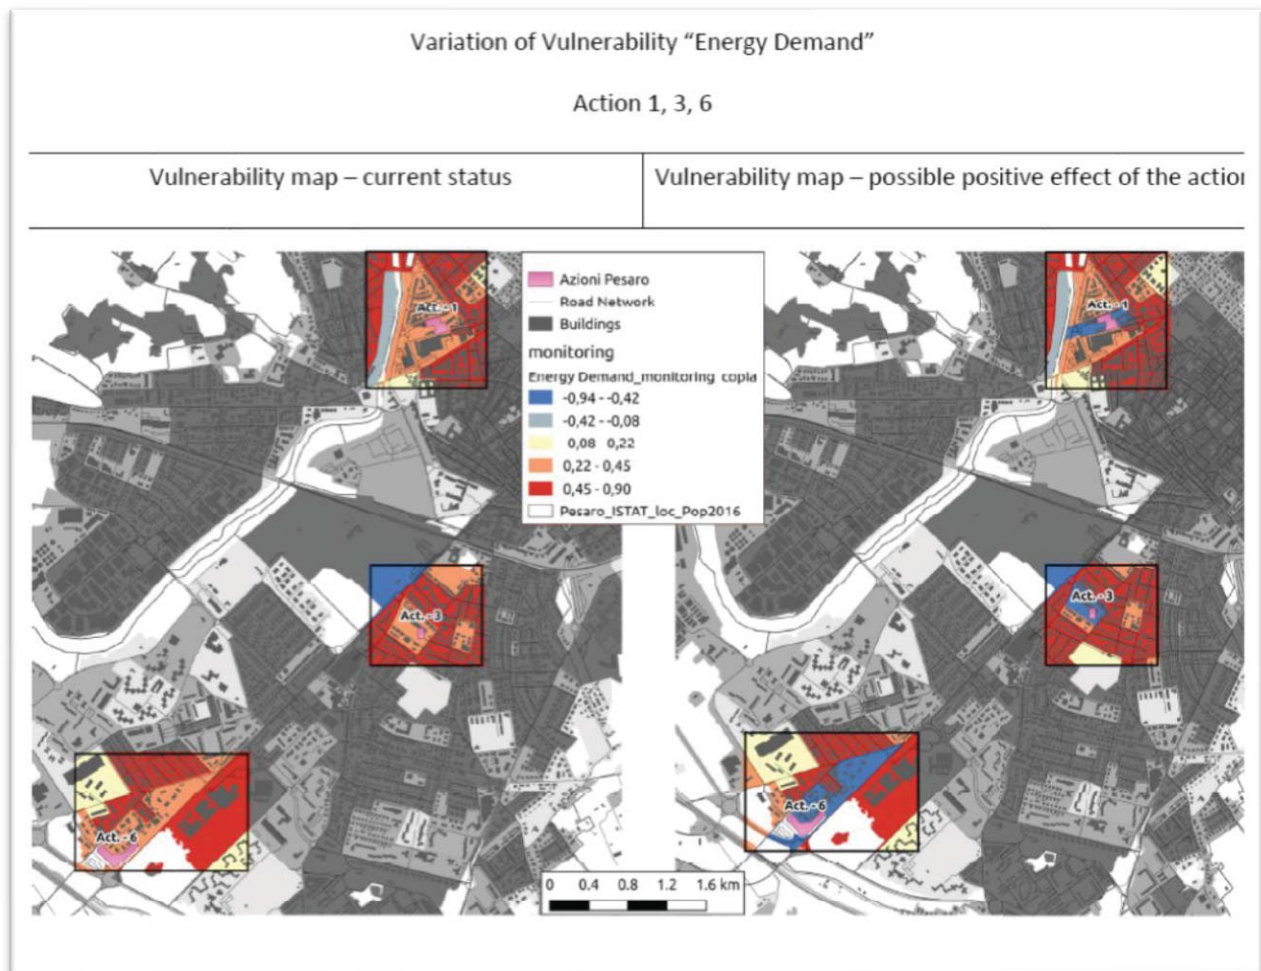 Variation of Vulnerability “Energy Demand”
Action 1, 3, 6
Vulnerability map – current status
Vulnerability map – possible positive effect of the action
Act. - 1
Act. - 3
Act. - 6
Azioni Pesaro
Road Network
Buildings
monitoring
Energy Demand_monitoring copia
-0,94 - -0,42
-0,42 - -0,08
0,08 0,22
0,22 - 0,45
0,45 - 0,90
Pesaro_ISTAT_loc_Pop2016
Act. - 1
Act. - 3
Act. - 6
0 0.4 0.8 1.2 1.6 km